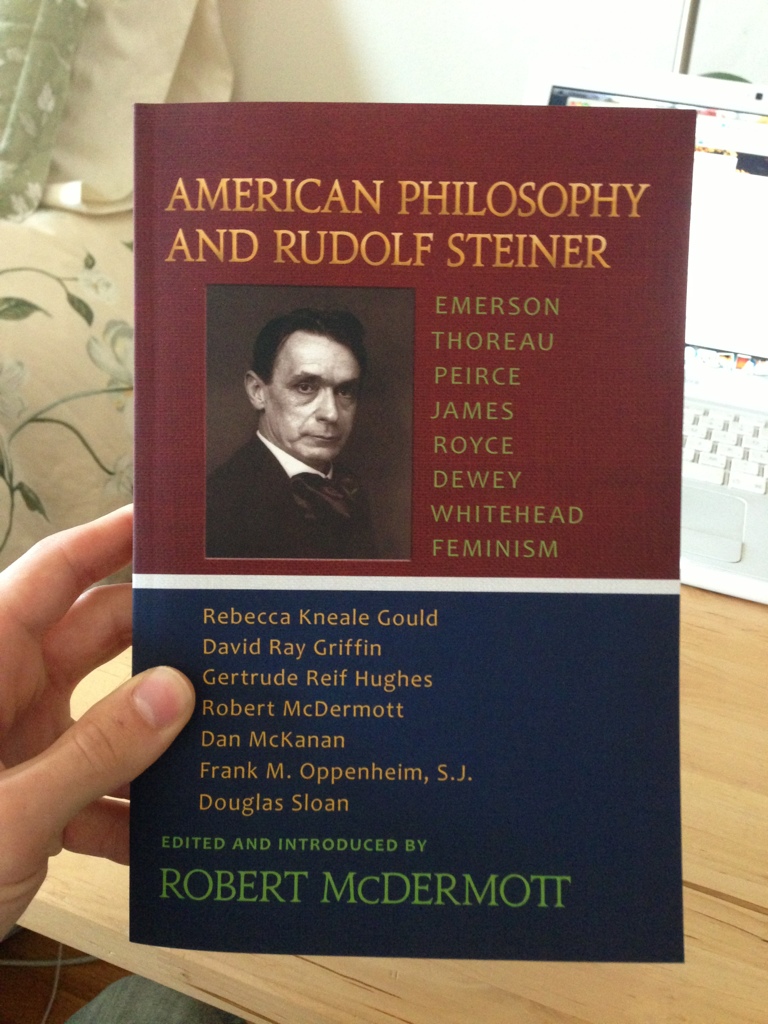 AMERICAN PHILOSOPHY
AND RUDOLF STEINER
EMERSON
THOREAU
PEIRCE
JAMES
ROYCE
DEWEY
WHITEHEAD
FEMINISM
Rebecca Kneale Gould
David Ray Griffin
Gertrude Reif Hughes
Robert McDermott
Dan McKanan
Frank M. Oppenheim, S.J.
Douglas Sloan
EDITED AND INTRODUCED BY
ROBERT McDERMOTT